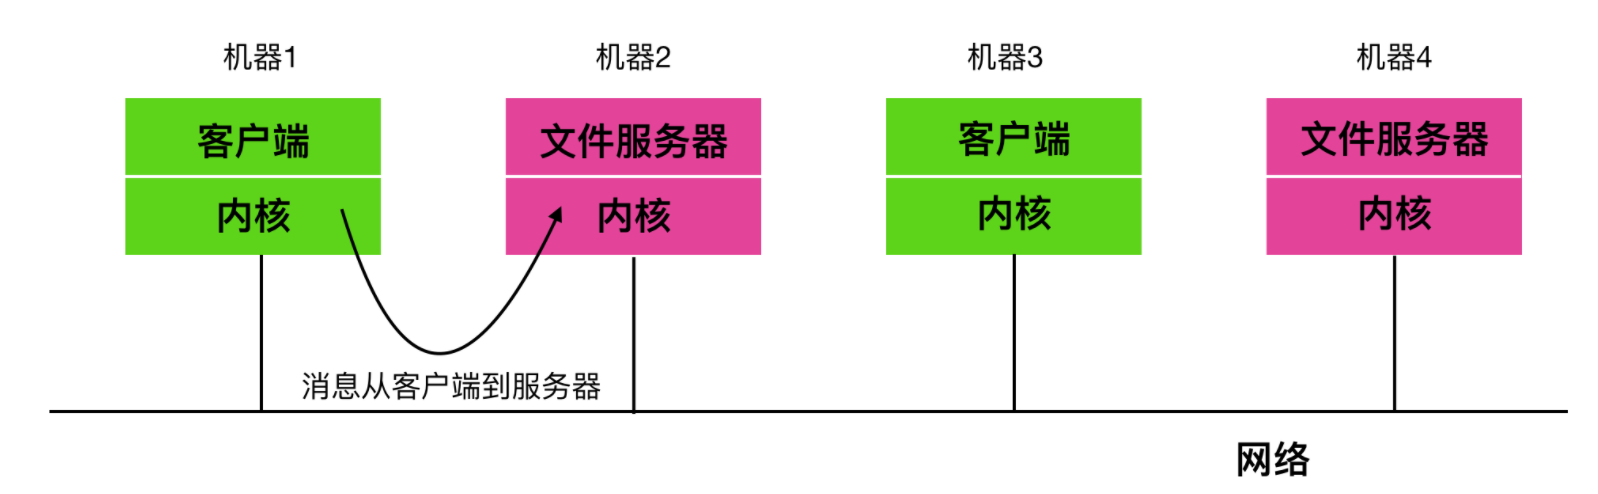 机器1
机器2
机器3
机器4
客户端
文件服务器
客户端
文件服务器
内核
内核
内核
内核
消息从客户端到服务器
网络